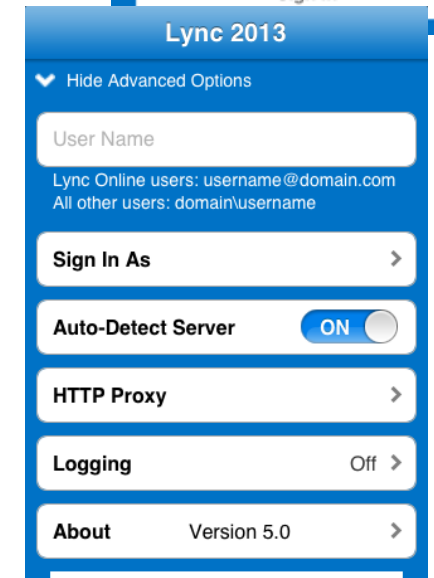 Lync 2013
Hide Advanced Options
User Name
Lync Online users: username@domain.com
All other users: domain\username
Sign In As
Auto-Detect Server ON
HTTP Proxy
Logging Off
About Version 5.0